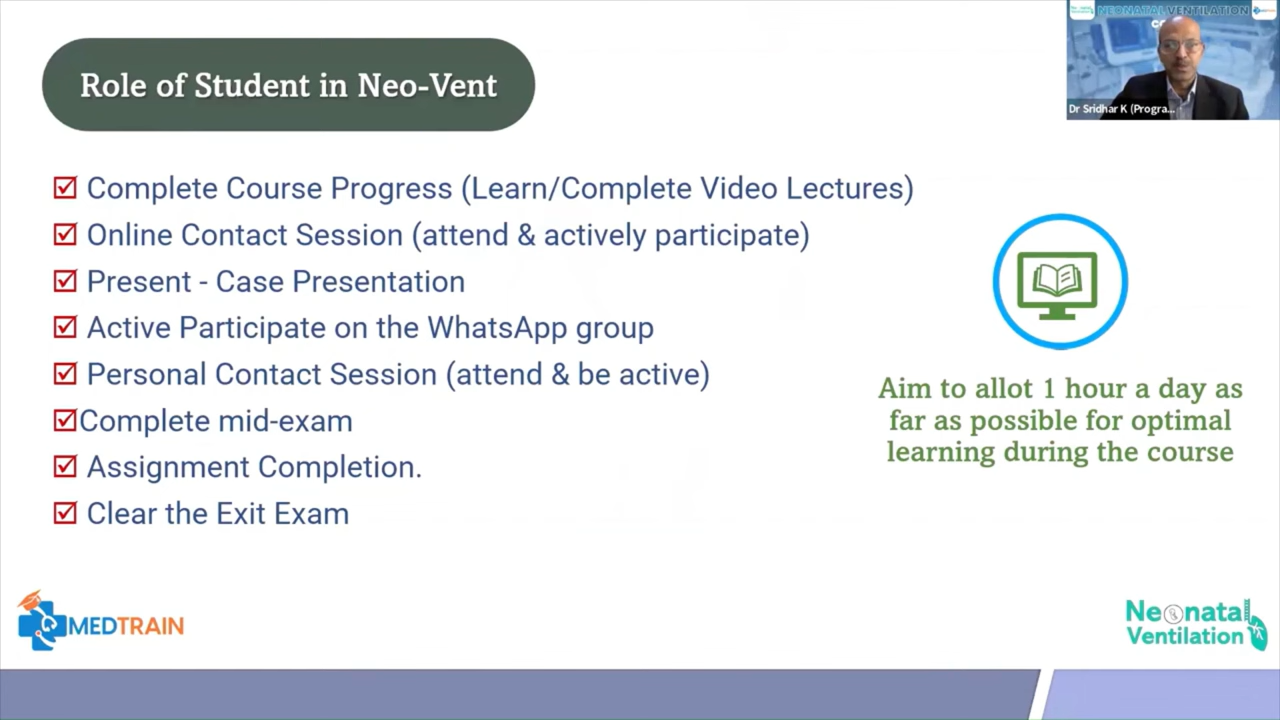 Role of Student in Neo-Vent
NEONATAL VENTILATION
Dr Sridhar K (Progra...
Complete Course Progress (Learn/Complete Video Lectures)
Online Contact Session (attend & actively participate)
Present - Case Presentation
Active Participate on the WhatsApp group
Personal Contact Session (attend & be active)
Complete mid-exam
Assignment Completion.
Clear the Exit Exam
Aim to allot 1 hour a day as
far as possible for optimal
learning during the course
MEDTRAIN
Neonatal
Ventilation